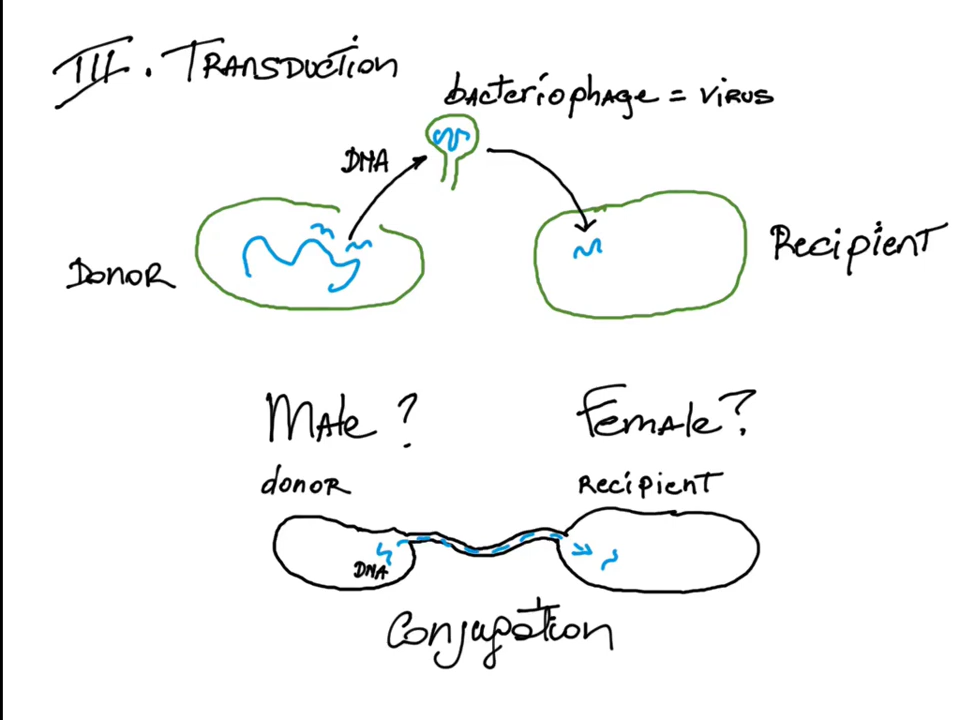 III. TRANSDUCTION
bacteriophage = VIRUS
DNA
DONOR
Recipient
Male ?
Female?
donor
Recipient
DNA
Conjugation